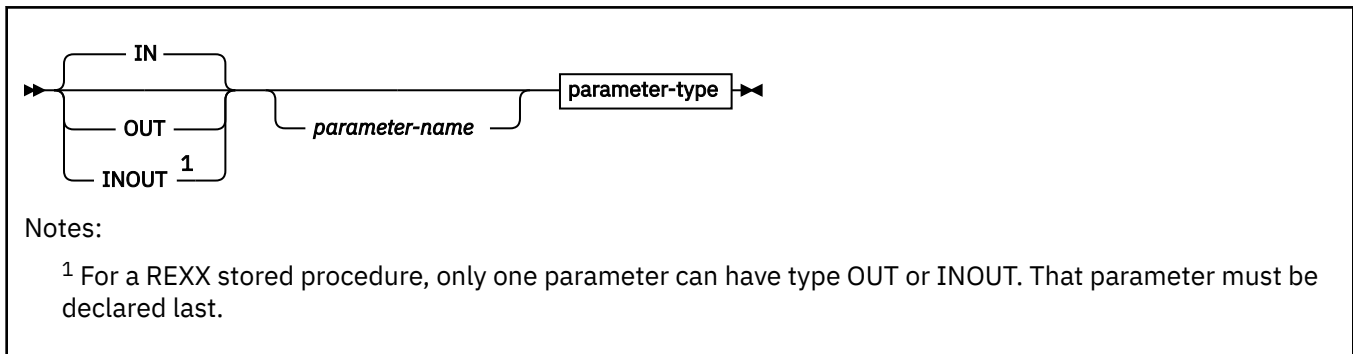 IN
OUT
INOUT 1
parameter-name
parameter-type
Notes:
1 For a REXX stored procedure, only one parameter can have type OUT or INOUT. That parameter must be
declared last.